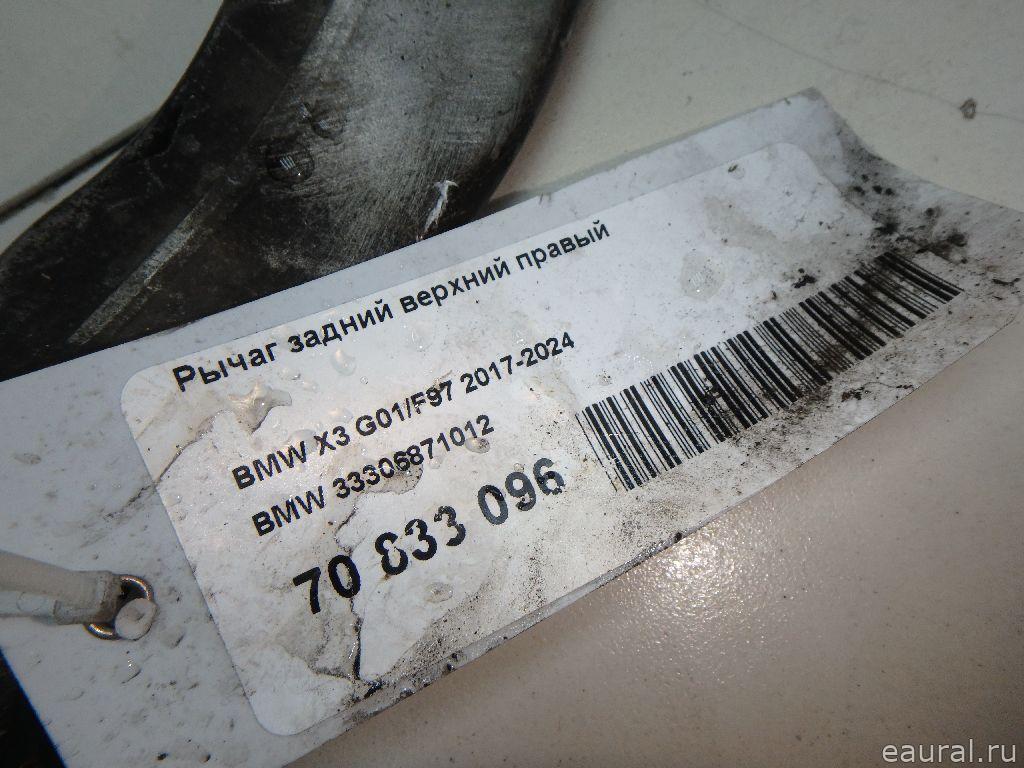 Рычаг задний верхний правый
BMW X3 G01/F97 2017-2024
BMW 33306871012
70 833 096
eaural.ru